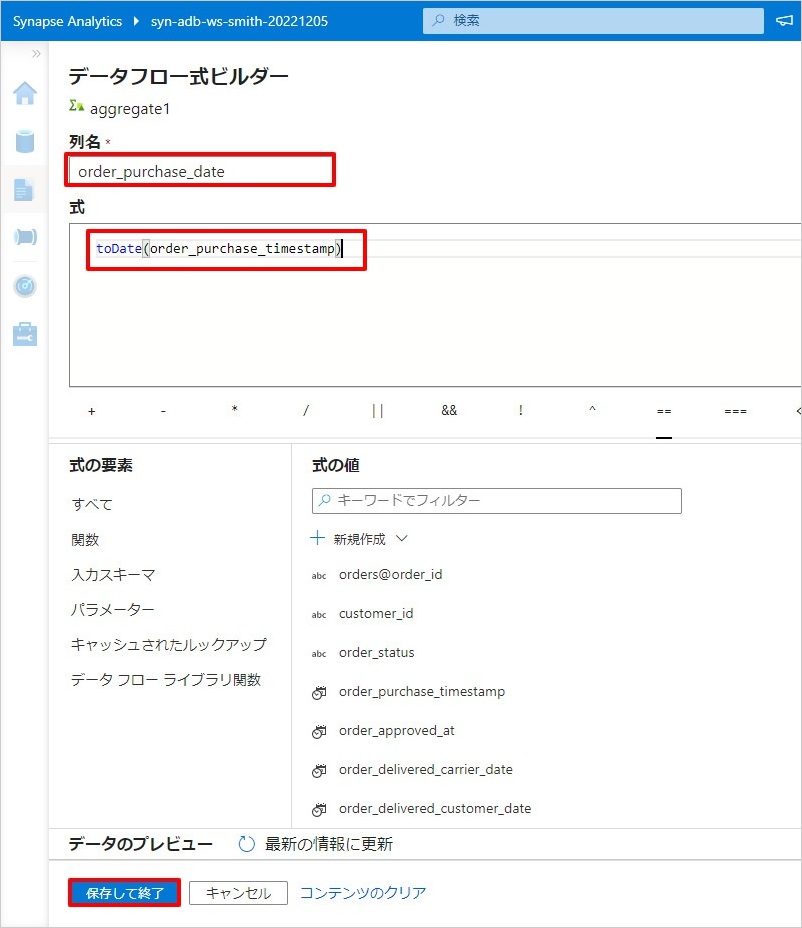 Synapse Analytics syn-adb-ws-smith-20221205 検索
データフロー式ビルダー
aggregate1
列名 *
order_purchase_date
式
toDate(order_purchase_timestamp)
+ - * / || && ! ^ == === <
式の要素
すべて
関数
入力スキーマ
パラメーター
キャッシュされたルックアップ
データ フロー ライブラリ関数
式の値
キーワードでフィルター
新規作成
abc orders@order_id
abc customer_id
abc order_status
order_purchase_timestamp
order_approved_at
order_delivered_carrier_date
order_delivered_customer_date
データのプレビュー 最新の情報に更新
保存して終了 キャンセル コンテンツのクリア